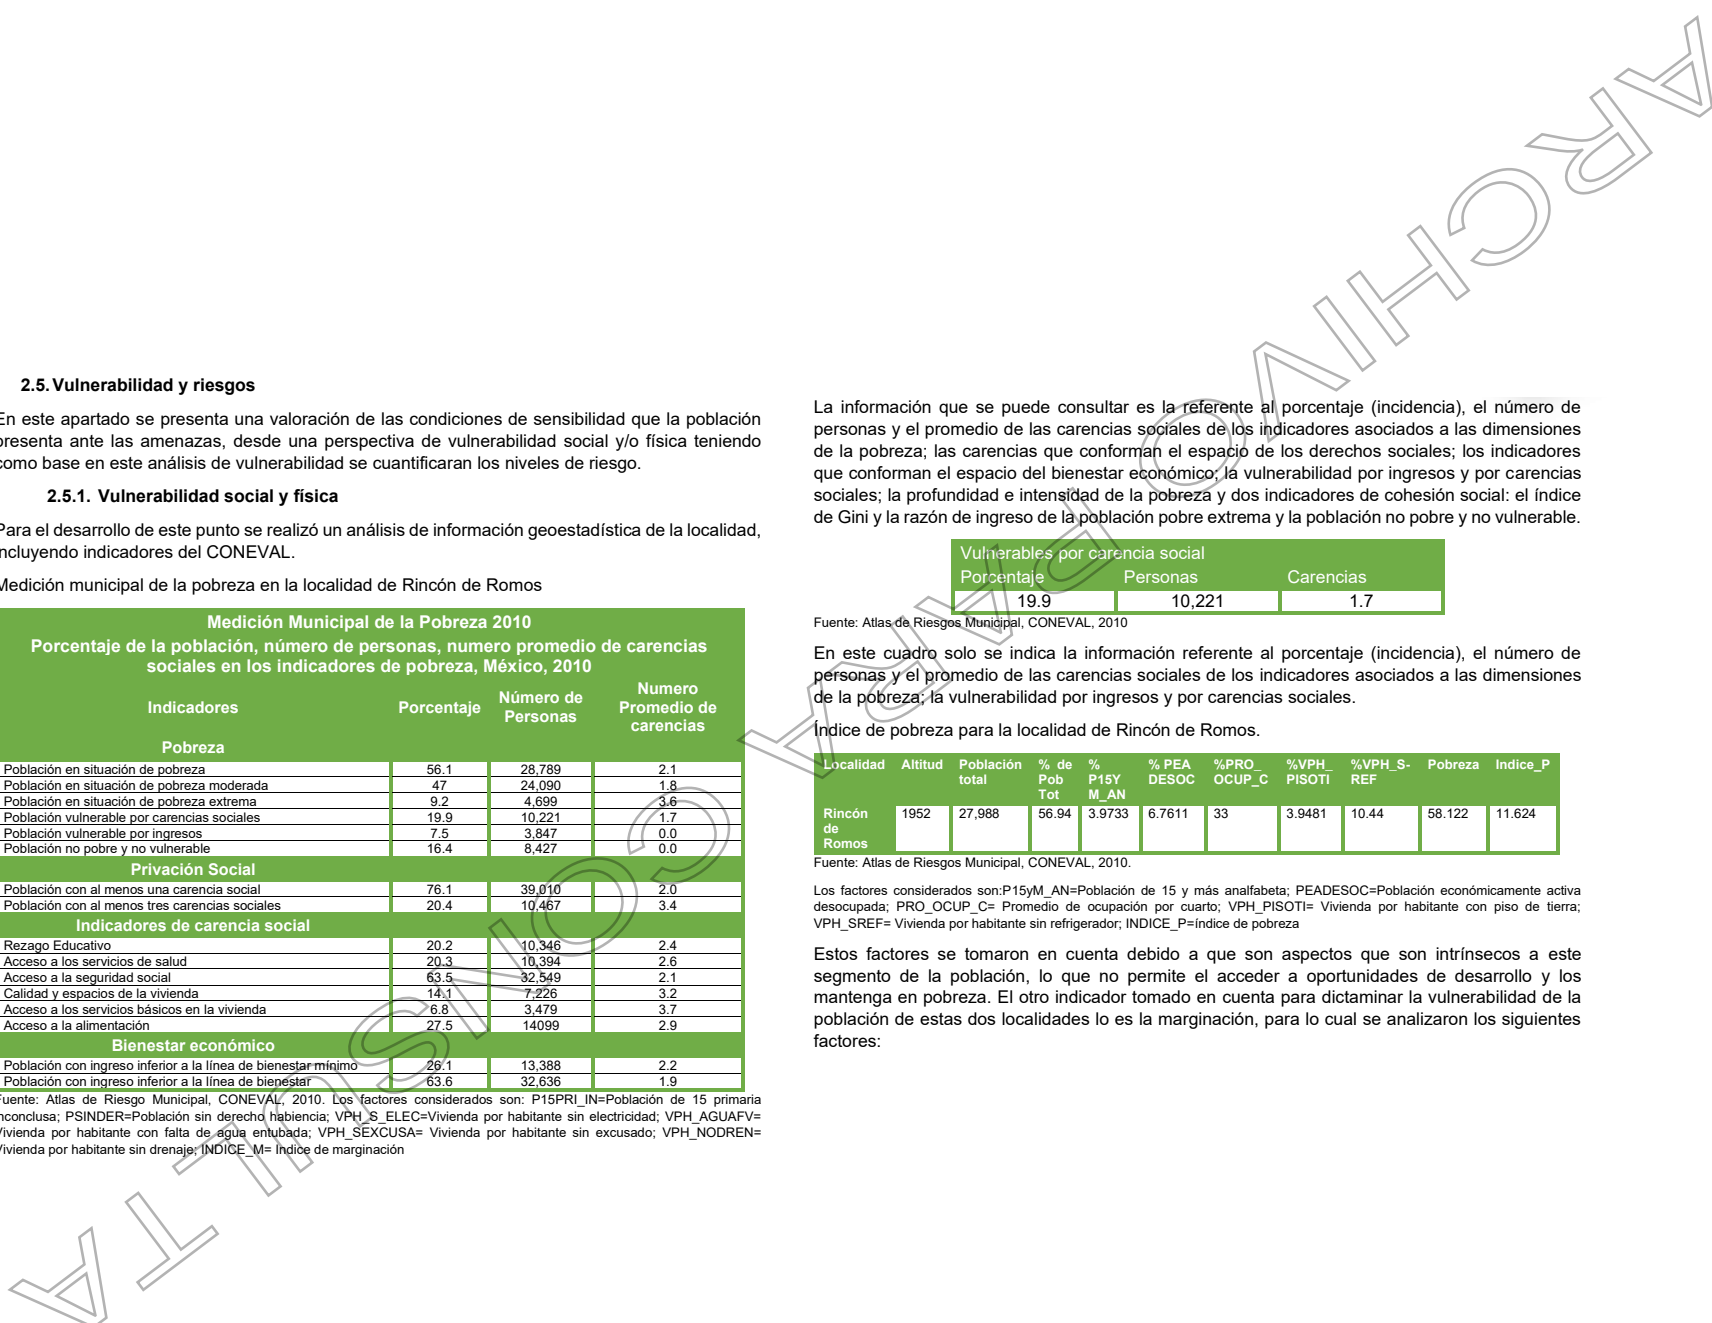 2.5. Vulnerabilidad y riesgos
En este apartado se presenta una valoración de las condiciones de sensibilidad que la población
presenta ante las amenazas, desde una perspectiva de vulnerabilidad social y/o física teniendo
como base en este análisis de vulnerabilidad se cuantificaran los niveles de riesgo.
2.5.1. Vulnerabilidad social y física
Para el desarrollo de este punto se realizó un análisis de información geoestadística de la localidad,
incluyendo indicadores del CONEVAL.
Medición municipal de la pobreza en la localidad de Rincón de Romos
Medición Municipal de la Pobreza 2010
Porcentaje de la población, número de personas, numero promedio de carencias
sociales en los indicadores de pobreza, México, 2010
Indicadores Porcentaje Número de Personas Numero Promedio de carencias
Pobreza
Población en situación de pobreza 56.1 28,789 2.1
Población en situación de pobreza moderada 47 24,090 1.8
Población en situación de pobreza extrema 9.2 4,699 3.6
Población vulnerable por carencias sociales 19.9 10,221 1.7
Población vulnerable por ingresos 7.5 3,847 0.0
Población no pobre y no vulnerable 16.4 8,427 0.0
Privación Social
Población con al menos una carencia social 76.1 39,010 2.0
Población con al menos tres carencias sociales 20.4 10,467 3.4
Indicadores de carencia social
Rezago Educativo 20.2 10,346 2.4
Acceso a los servicios de salud 20.3 10,394 2.6
Acceso a la seguridad social 63.5 32,549 2.1
Calidad y espacios de la vivienda 14.1 7,226 3.2
Acceso a los servicios básicos en la vivienda 6.8 3,479 3.7
Acceso a la alimentación 27.5 14099 2.9
Bienestar económico
Población con ingreso inferior a la línea de bienestar mínimo 26.1 13,388 2.2
Población con ingreso inferior a la línea de bienestar 63.6 32,636 1.9
Fuente: Atlas de Riesgo Municipal, CONEVAL, 2010. Los factores considerados son: P15PRI_IN=Población de 15 primaria
inconclusa; PSINDER=Población sin derecho habiencia; VPH_S_ELEC=Vivienda por habitante sin electricidad; VPH_AGUAFV=
Vivienda por habitante con falta de agua entubada; VPH_SEXCUSA= Vivienda por habitante sin excusado; VPH_NODREN=
Vivienda por habitante sin drenaje; INDICE_M= Indice de marginación
La información que se puede consultar es la referente al porcentaje (incidencia), el número de
personas y el promedio de las carencias sociales de los indicadores asociados a las dimensiones
de la pobreza; las carencias que conforman el espacio de los derechos sociales; los indicadores
que conforman el espacio del bienestar económico; la vulnerabilidad por ingresos y por carencias
sociales; la profundidad e intensidad de la pobreza y dos indicadores de cohesión social: el índice
de Gini y la razón de ingreso de la población pobre extrema y la población no pobre y no vulnerable.
Vulnerables por carencia social
Porcentaje Personas Carencias
19.9 10,221 1.7
Fuente: Atlas de Riesgos Municipal, CONEVAL, 2010
En este cuadro solo se indica la información referente al porcentaje (incidencia), el número de
personas y el promedio de las carencias sociales de los indicadores asociados a las dimensiones
de la pobreza; la vulnerabilidad por ingresos y por carencias sociales.
Índice de pobreza para la localidad de Rincón de Romos.
Localidad Altitud Población total % de Pob Tot % P15Y M_AN % PEA DESOC %PRO_ OCUP_C %VPH_ PISOTI %VPH_S- REF Pobreza Indice_P
Rincón de Romos 1952 27,988 56.94 3.9733 6.7611 33 3.9481 10.44 58.122 11.624
Fuente: Atlas de Riesgos Municipal, CONEVAL, 2010.
Los factores considerados son:P15yM_AN=Población de 15 y más analfabeta; PEADESOC=Población económicamente activa
desocupada; PRO_OCUP_C= Promedio de ocupación por cuarto; VPH_PISOTI= Vivienda por habitante con piso de tierra;
VPH_SREF= Vivienda por habitante sin refrigerador; INDICE_P=índice de pobreza
Estos factores se tomaron en cuenta debido a que son aspectos que son intrínsecos a este
segmento de la población, lo que no permite el acceder a oportunidades de desarrollo y los
mantenga en pobreza. El otro indicador tomado en cuenta para dictaminar la vulnerabilidad de la
población de estas dos localidades lo es la marginación, para lo cual se analizaron los siguientes
factores:
ARCHIVO PARA CONSULTA